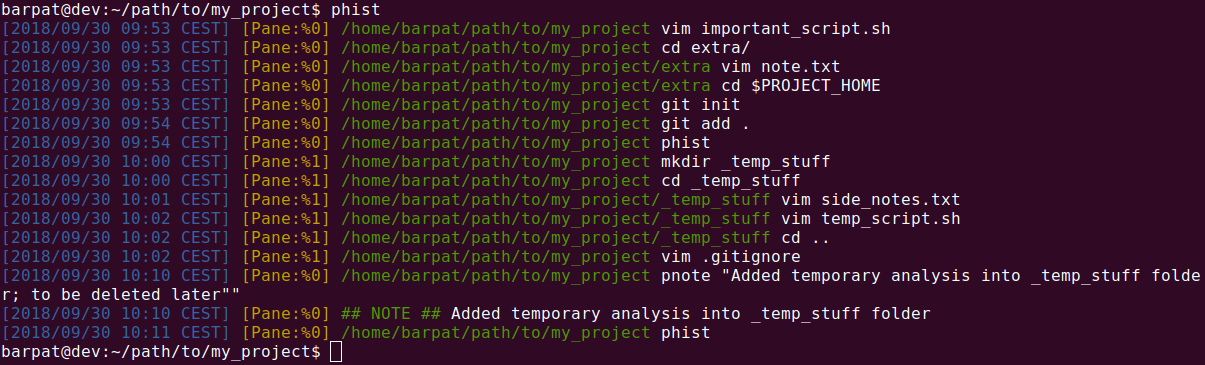 barpat@dev:~/path/to/my_project$ phist
[2018/09/30 09:53 CEST] [Pane:%0] /home/barpat/path/to/my_project vim important_script.sh
[2018/09/30 09:53 CEST] [Pane:%0] /home/barpat/path/to/my_project cd extra/
[2018/09/30 09:53 CEST] [Pane:%0] /home/barpat/path/to/my_project/extra vim note.txt
[2018/09/30 09:53 CEST] [Pane:%0] /home/barpat/path/to/my_project/extra cd $PROJECT_HOME
[2018/09/30 09:53 CEST] [Pane:%0] /home/barpat/path/to/my_project git init
[2018/09/30 09:54 CEST] [Pane:%0] /home/barpat/path/to/my_project git add .
[2018/09/30 09:54 CEST] [Pane:%0] /home/barpat/path/to/my_project phist
[2018/09/30 10:00 CEST] [Pane:%1] /home/barpat/path/to/my_project mkdir _temp_stuff
[2018/09/30 10:00 CEST] [Pane:%1] /home/barpat/path/to/my_project cd _temp_stuff
[2018/09/30 10:01 CEST] [Pane:%1] /home/barpat/path/to/my_project/_temp_stuff vim side_notes.txt
[2018/09/30 10:02 CEST] [Pane:%1] /home/barpat/path/to/my_project/_temp_stuff vim temp_script.sh
[2018/09/30 10:02 CEST] [Pane:%1] /home/barpat/path/to/my_project/_temp_stuff cd ..
[2018/09/30 10:02 CEST] [Pane:%1] /home/barpat/path/to/my_project vim .gitignore
[2018/09/30 10:10 CEST] [Pane:%0] /home/barpat/path/to/my_project pnote "Added temporary analysis into _temp_stuff folde
r; to be deleted later""
[2018/09/30 10:10 CEST] [Pane:%0] ## NOTE ## Added temporary analysis into _temp_stuff folder
[2018/09/30 10:11 CEST] [Pane:%0] /home/barpat/path/to/my_project phist
barpat@dev:~/path/to/my_project$